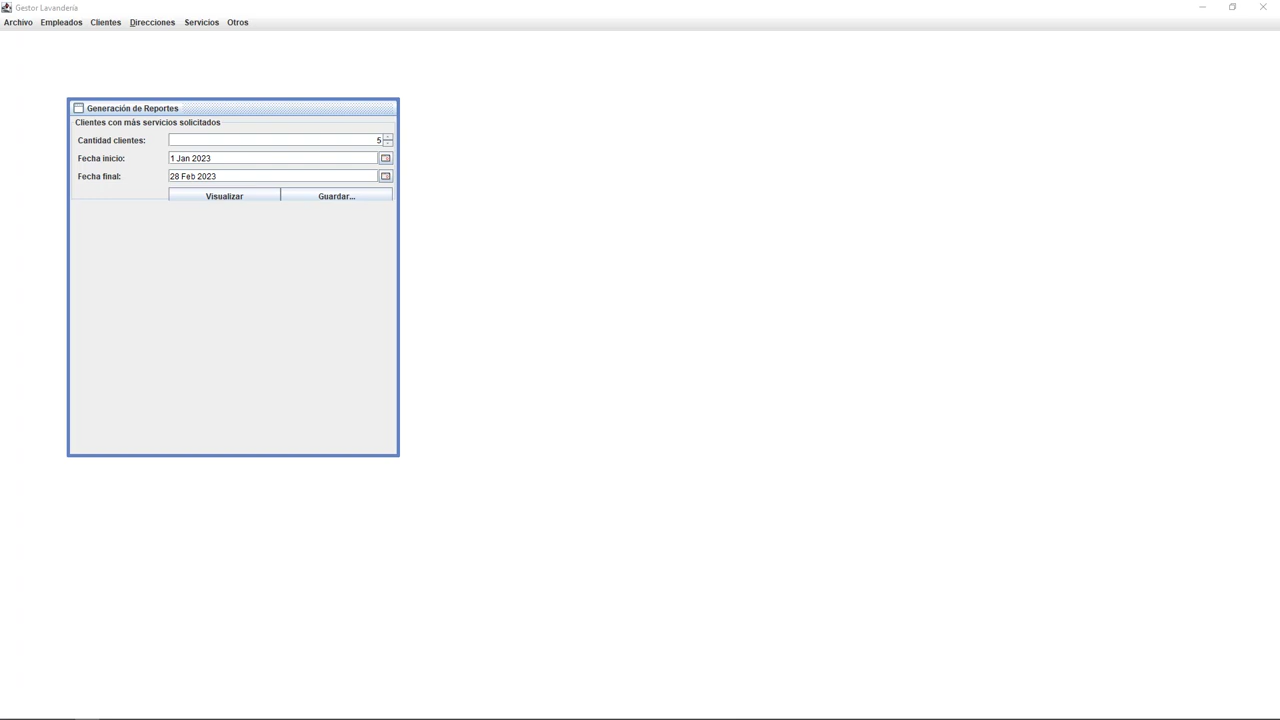 Gestor Lavandería
Archivo Empleados Clientes Direcciones Servicios Otros
Generación de Reportes
Clientes con más servicios solicitados
Cantidad clientes: 5
Fecha inicio: 1 Jan 2023
Fecha final: 28 Feb 2023
Visualizar Guardar...